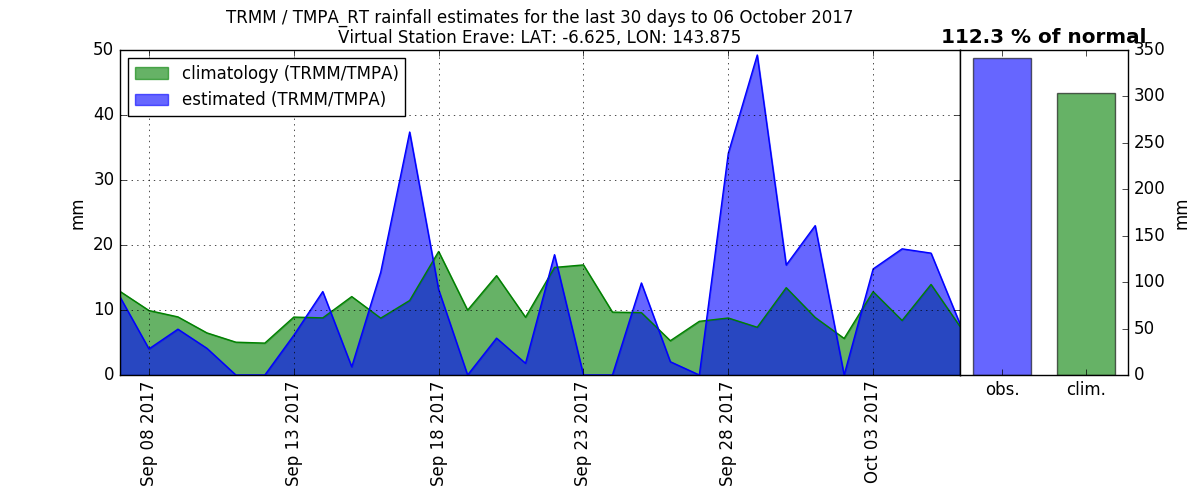 TRMM / TMPA_RT rainfall estimates for the last 30 days to 06 October 2017
Virtual Station Erave: LAT: -6.625, LON: 143.875
112.3 % of normal
climatology (TRMM/TMPA)
estimated (TRMM/TMPA)
50
40
30
20
10
0
mm
350
300
250
200
150
100
50
0
mm
obs.
clim.
Sep 08 2017
Sep 13 2017
Sep 18 2017
Sep 23 2017
Sep 28 2017
Oct 03 2017